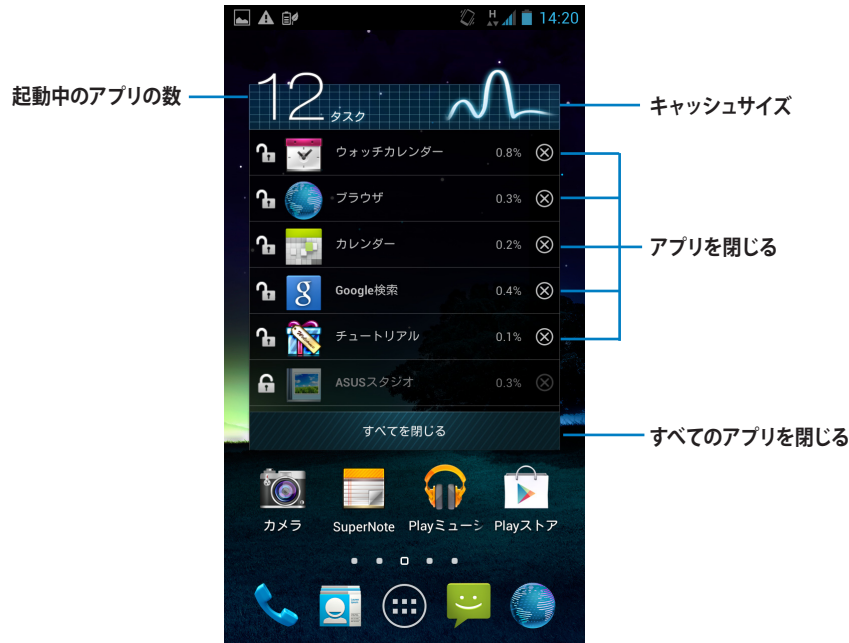 H
14:20
起動中のアプリの数
12
タスク
キャッシュサイズ
ウォッチカレンダー
0.8%
ブラウザ
0.3%
カレンダー
0.2%
アプリを閉じる
g
Google検索
0.4%
Welcome
チュートリアル
0.1%
ASUSスタジオ
0.3%
すべてを閉じる
すべてのアプリを閉じる
カメラ
SuperNote
Playミュージ
Playストア